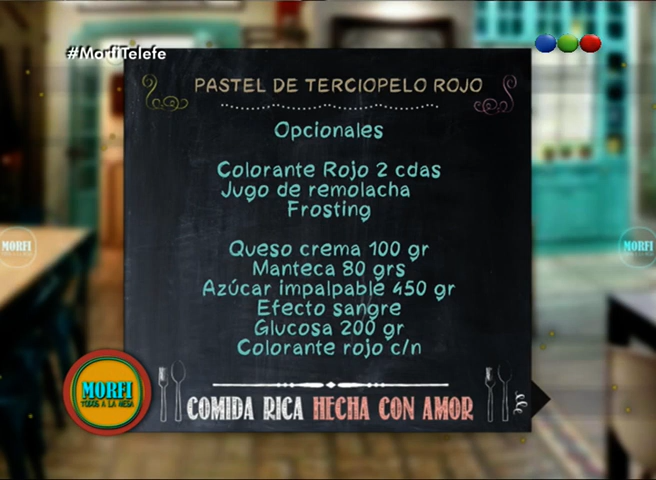 #MorfiTelefe
PASTEL DE TERCIOPELO ROJO
Opcionales
Colorante Rojo 2 cdas
Jugo de remolacha
Frosting
Queso crema 100 gr
Manteca 80 grs
Azúcar impalpable 450 gr
Efecto sangre
Glucosa 200 gr
Colorante rojo c/n
MORFI
MORFI
MORFI
TODOS A LA MESA
COMIDA RICA HECHA CON AMOR